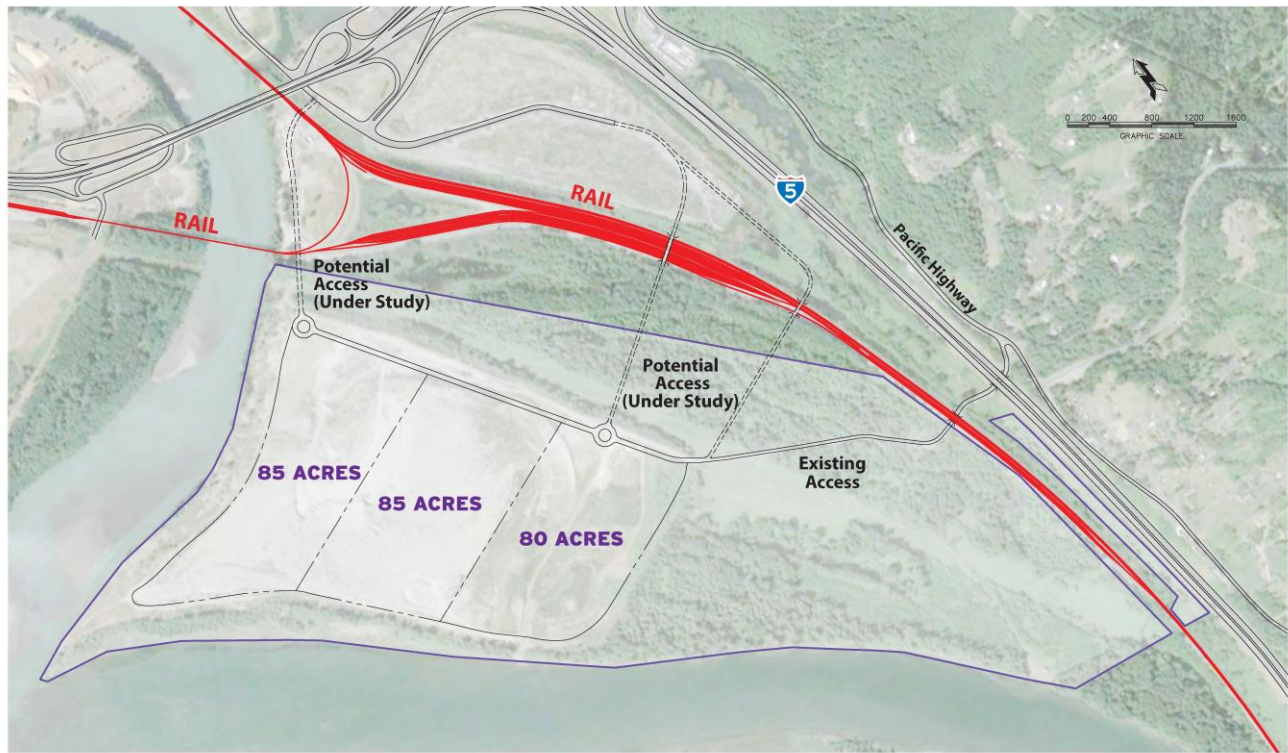 0 200 400 800 1200 1600
GRAPHIC SCALE
5
RAIL
RAIL
Pacific Highway
Potential
Access
(Under Study)
Potential
Access
(Under Study)
85 ACRES
Existing
Access
85 ACRES
80 ACRES